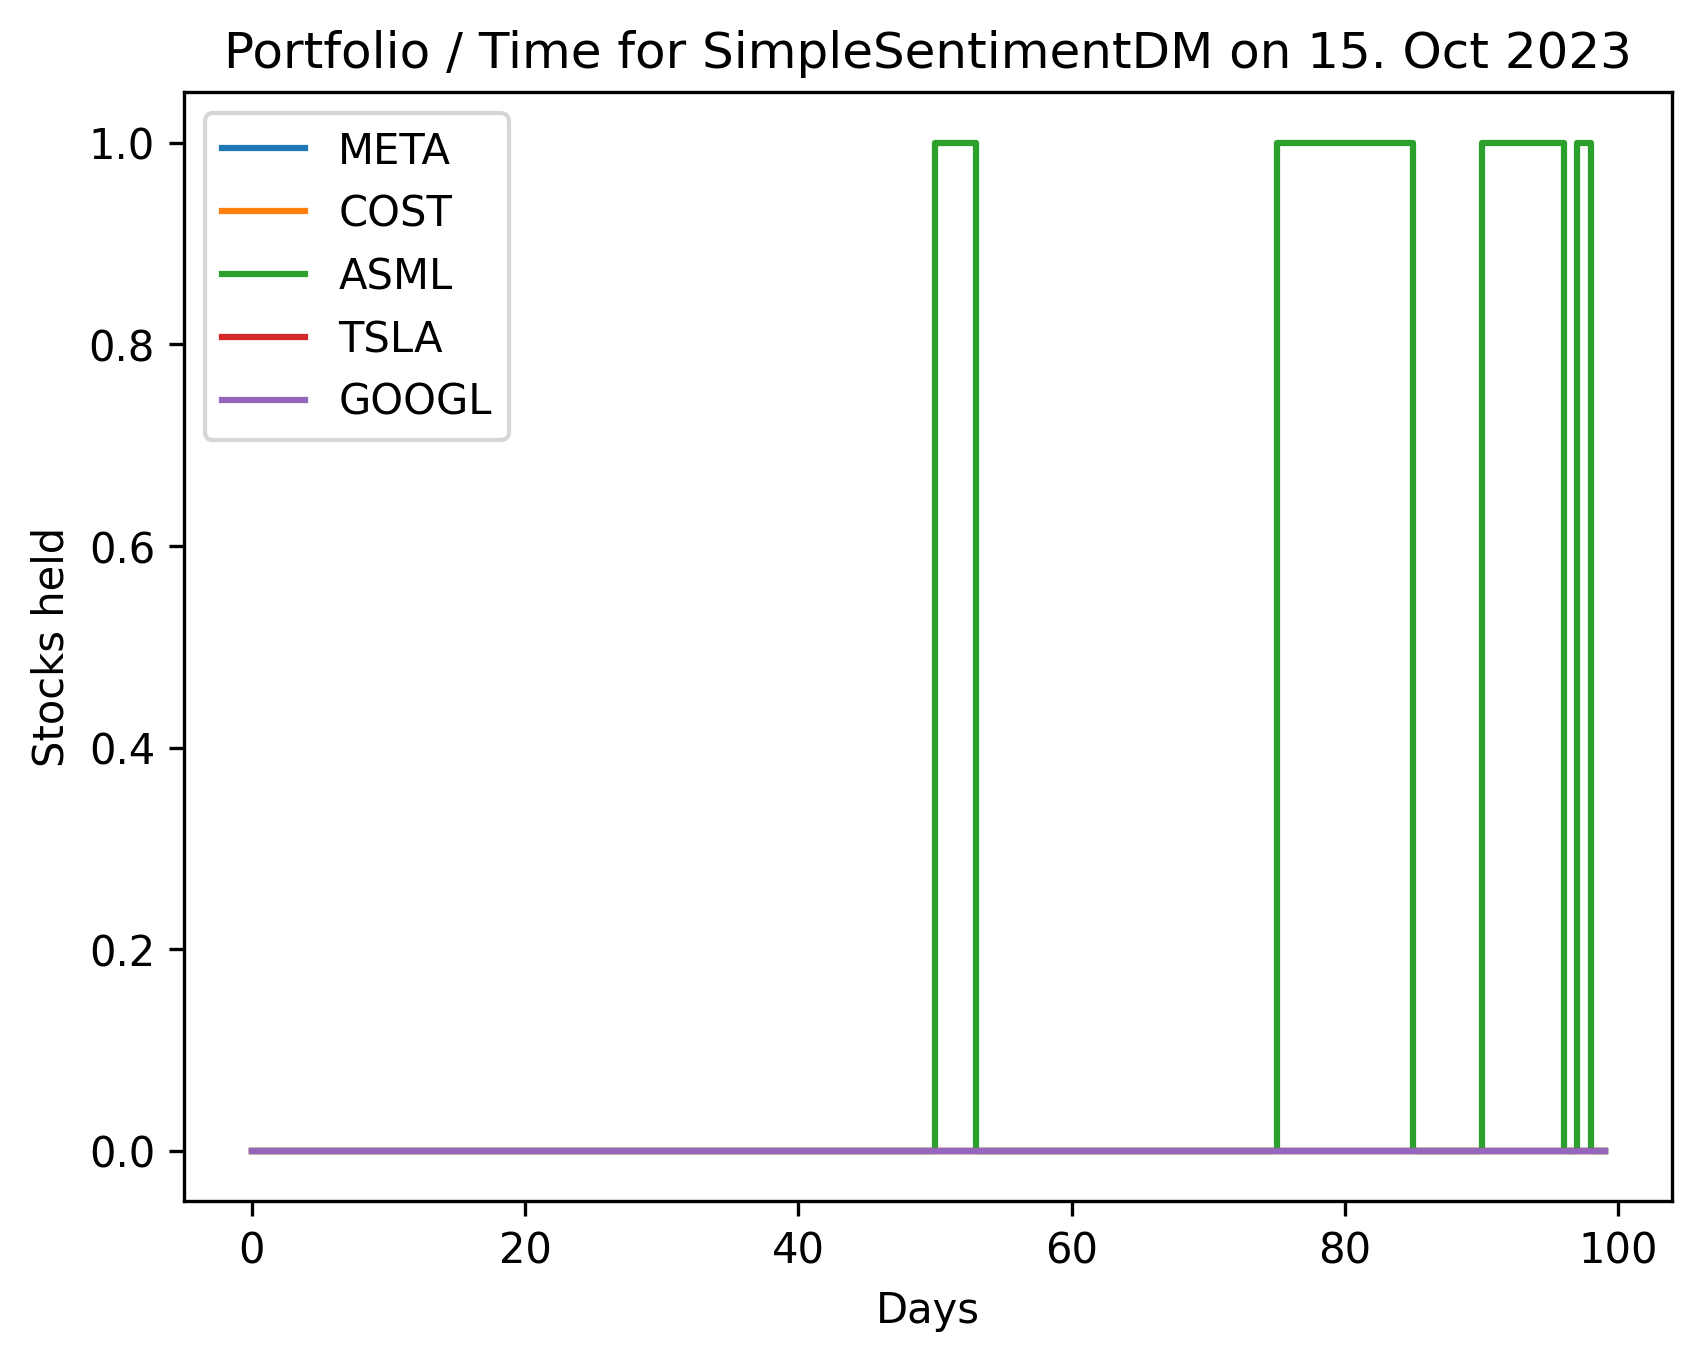 Portfolio / Time for SimpleSentimentDM on 15. Oct 2023
META
COST
ASML
TSLA
GOOGL
1.0
0.8
0.6
0.4
0.2
0.0
Stocks held
0 20 40 60 80 100
Days